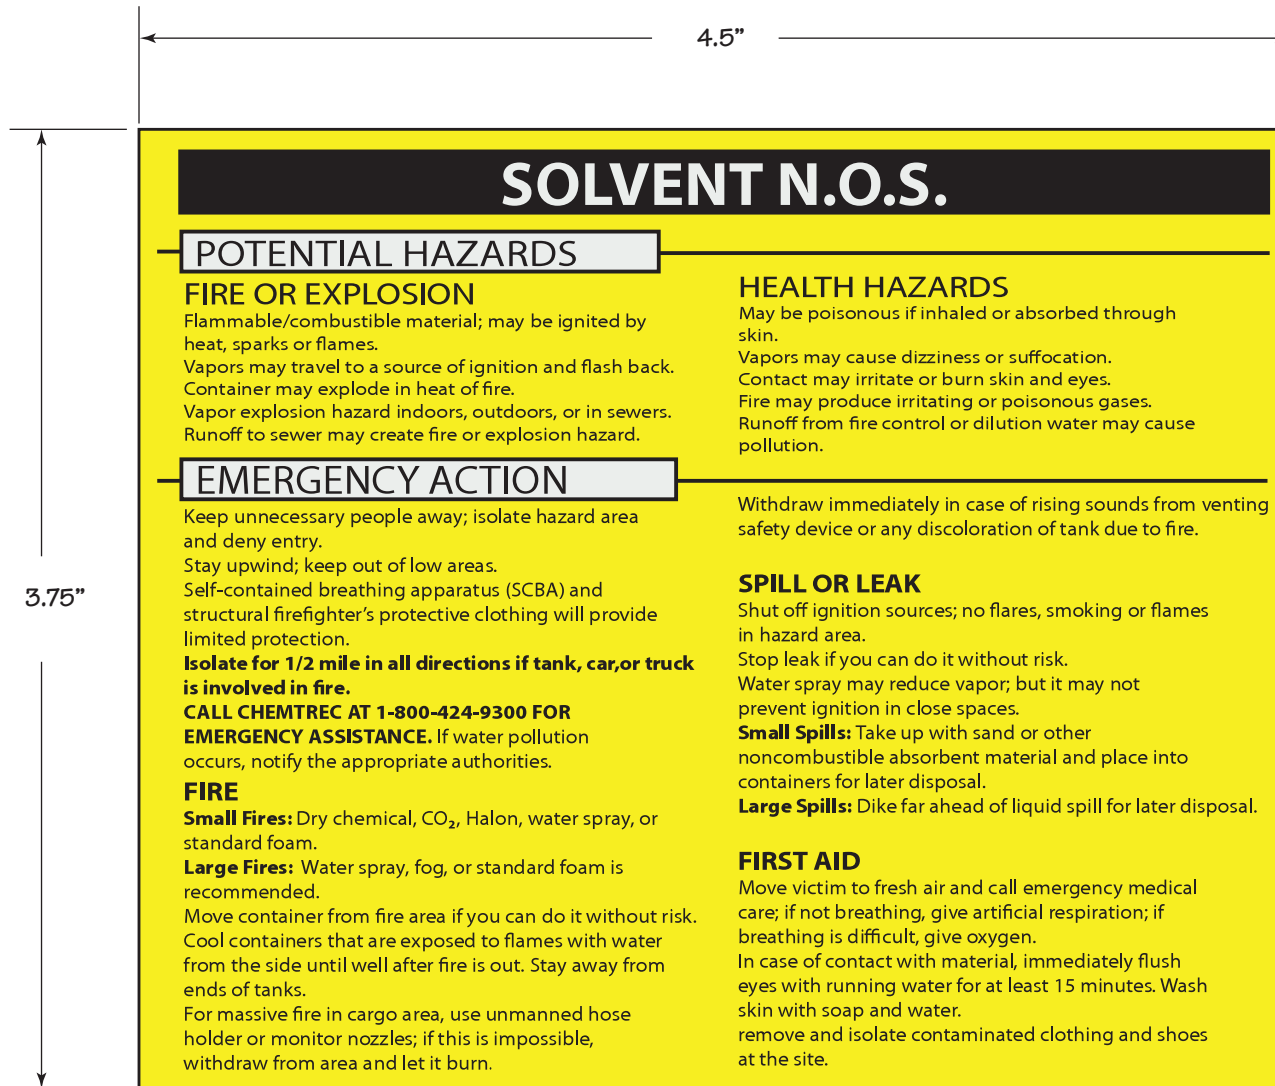 4.5”
3.75”
SOLVENT N.O.S.
POTENTIAL HAZARDS
FIRE OR EXPLOSION
Flammable/combustible material; may be ignited by
heat, sparks or flames.
Vapors may travel to a source of ignition and flash back.
Container may explode in heat of fire.
Vapor explosion hazard indoors, outdoors, or in sewers.
Runoff to sewer may create fire or explosion hazard.
HEALTH HAZARDS
May be poisonous if inhaled or absorbed through
skin.
Vapors may cause dizziness or suffocation.
Contact may irritate or burn skin and eyes.
Fire may produce irritating or poisonous gases.
Runoff from fire control or dilution water may cause
pollution.
EMERGENCY ACTION
Keep unnecessary people away; isolate hazard area
and deny entry.
Stay upwind; keep out of low areas.
Self-contained breathing apparatus (SCBA) and
structural firefighter’s protective clothing will provide
limited protection.
Isolate for 1/2 mile in all directions if tank, car,or truck
is involved in fire.
CALL CHEMTREC AT 1-800-424-9300 FOR
EMERGENCY ASSISTANCE. If water pollution
occurs, notify the appropriate authorities.
FIRE
Small Fires: Dry chemical, CO₂, Halon, water spray, or
standard foam.
Large Fires: Water spray, fog, or standard foam is
recommended.
Move container from fire area if you can do it without risk.
Cool containers that are exposed to flames with water
from the side until well after fire is out. Stay away from
ends of tanks.
For massive fire in cargo area, use unmanned hose
holder or monitor nozzles; if this is impossible,
withdraw from area and let it burn.
Withdraw immediately in case of rising sounds from venting
safety device or any discoloration of tank due to fire.
SPILL OR LEAK
Shut off ignition sources; no flares, smoking or flames
in hazard area.
Stop leak if you can do it without risk.
Water spray may reduce vapor; but it may not
prevent ignition in close spaces.
Small Spills: Take up with sand or other
noncombustible absorbent material and place into
containers for later disposal.
Large Spills: Dike far ahead of liquid spill for later disposal.
FIRST AID
Move victim to fresh air and call emergency medical
care; if not breathing, give artificial respiration; if
breathing is difficult, give oxygen.
In case of contact with material, immediately flush
eyes with running water for at least 15 minutes. Wash
skin with soap and water.
remove and isolate contaminated clothing and shoes
at the site.